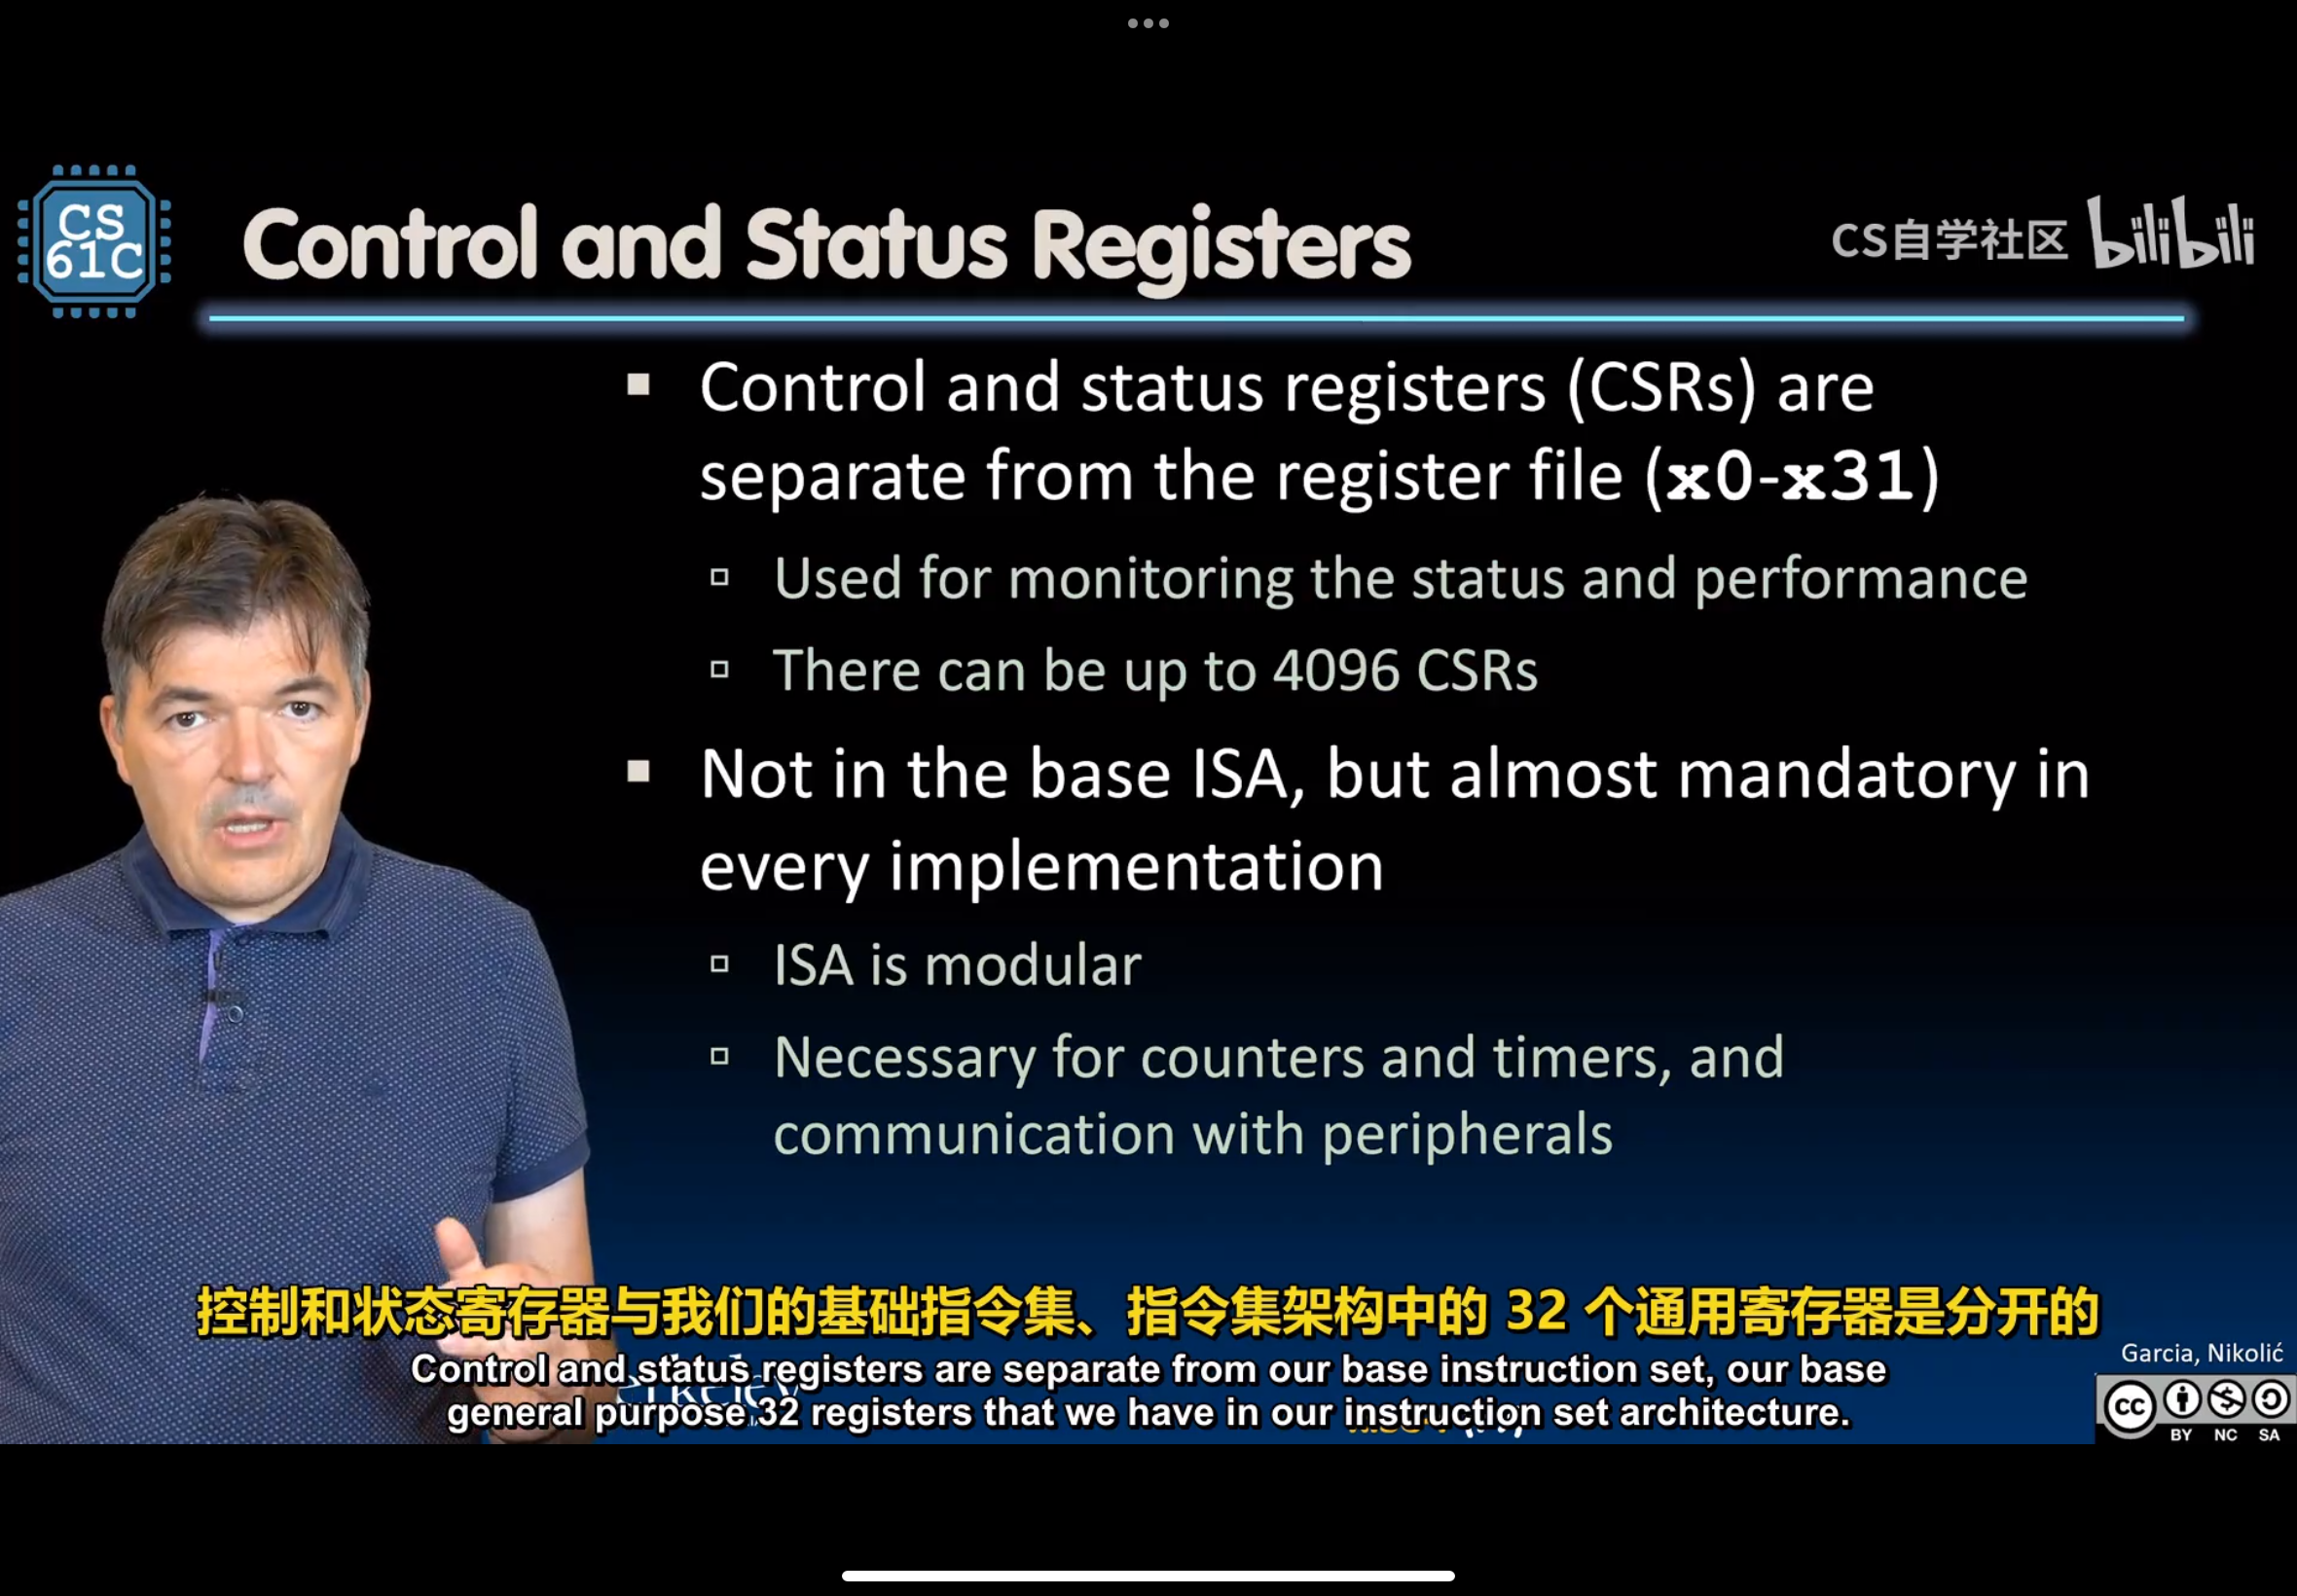 CS
61C
Control and Status Registers
CS自学社区 bilibili
▪ Control and status registers (CSRs) are
separate from the register file (x0-x31)
▫ Used for monitoring the status and performance
▫ There can be up to 4096 CSRs
▪ Not in the base ISA, but almost mandatory in
every implementation
▫ ISA is modular
▫ Necessary for counters and timers, and
communication with peripherals
控制和状态寄存器与我们的基础指令集、指令集架构中的 32 个通用寄存器是分开的
Control and status registers are separate from our base instruction set, our base
general purpose 32 registers that we have in our instruction set architecture.
Garcia, Nikolić
cc
BY NC SA